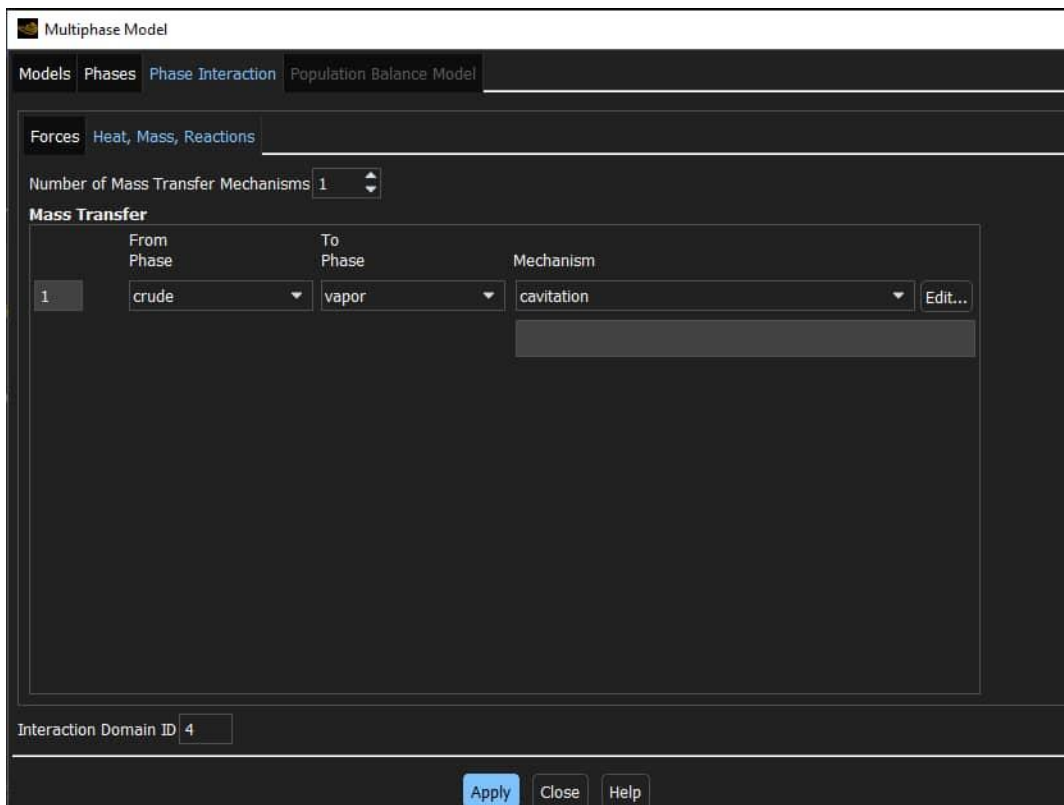 Multiphase Model
Models Phases Phase Interaction Population Balance Model
Forces Heat, Mass, Reactions
Number of Mass Transfer Mechanisms 1
Mass Transfer
From Phase To Phase Mechanism
1 crude vapor cavitation Edit...
Interaction Domain ID 4
Apply Close Help